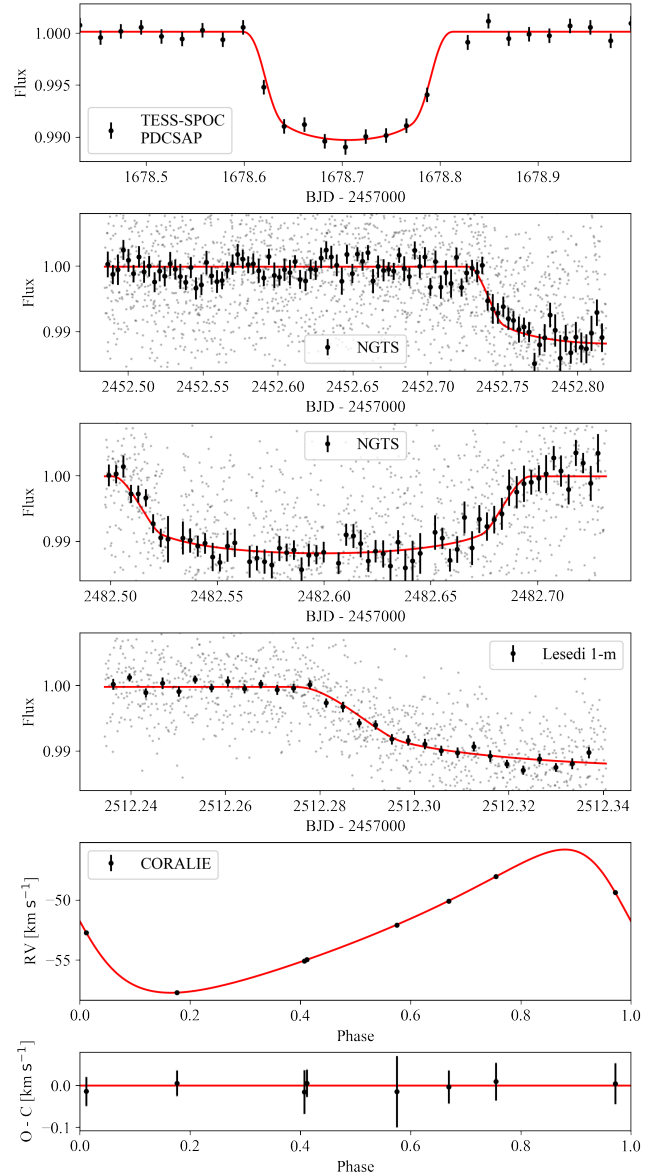 1.000
0.995
0.990
Flux
TESS-SPOC
PDCSAP
1678.5 1678.6 1678.7 1678.8 1678.9
BJD - 2457000
1.00
0.99
Flux
NGTS
2452.50 2452.55 2452.60 2452.65 2452.70 2452.75 2452.80
BJD - 2457000
1.00
0.99
Flux
NGTS
2482.50 2482.55 2482.60 2482.65 2482.70
BJD - 2457000
1.00
0.99
Flux
Lesedi 1-m
2512.24 2512.26 2512.28 2512.30 2512.32 2512.34
BJD - 2457000
−50
−55
RV [km s⁻¹]
CORALIE
0.0 0.2 0.4 0.6 0.8 1.0
Phase
0.0
−0.1
O - C [km s⁻¹]
0.0 0.2 0.4 0.6 0.8 1.0
Phase